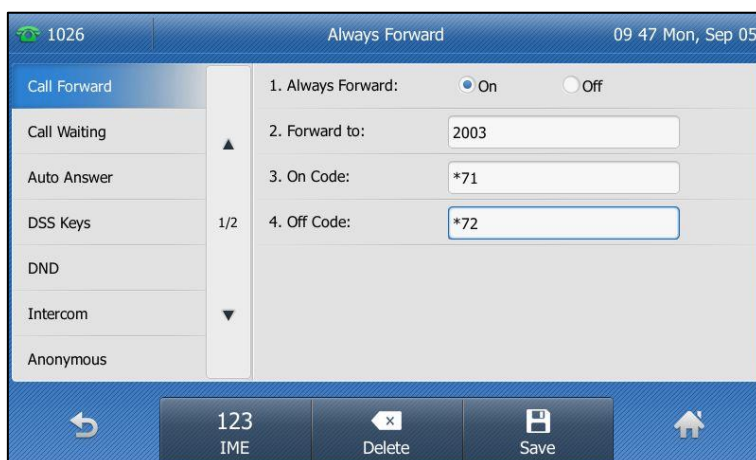 1026 Always Forward 09 47 Mon, Sep 05
Call Forward
Call Waiting
Auto Answer
DSS Keys
DND
Intercom
Anonymous
1/2
1. Always Forward: On Off
2. Forward to: 2003
3. On Code: *71
4. Off Code: *72
123
IME
Delete
Save